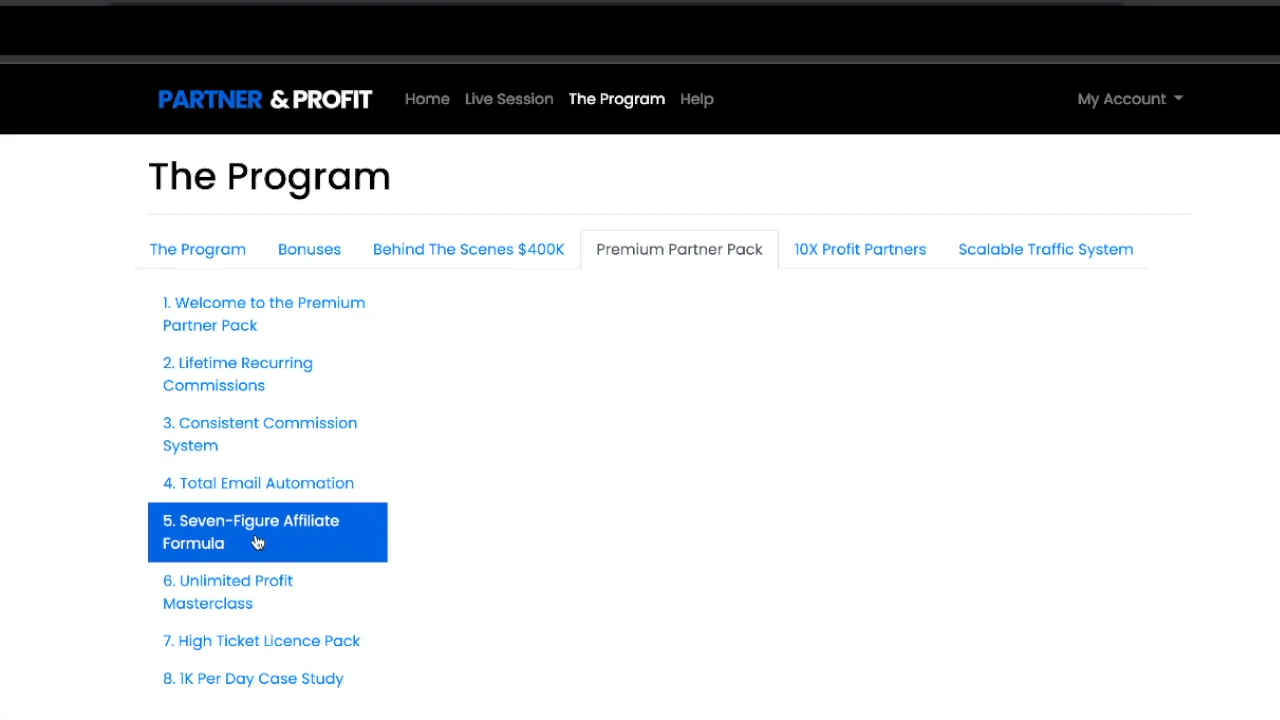 PARTNER & PROFIT Home Live Session The Program Help My Account
The Program
The Program Bonuses Behind The Scenes $400K Premium Partner Pack 10X Profit Partners Scalable Traffic System
1. Welcome to the Premium
Partner Pack
2. Lifetime Recurring
Commissions
3. Consistent Commission
System
4. Total Email Automation
5. Seven-Figure Affiliate
Formula
6. Unlimited Profit
Masterclass
7. High Ticket Licence Pack
8. 1K Per Day Case Study